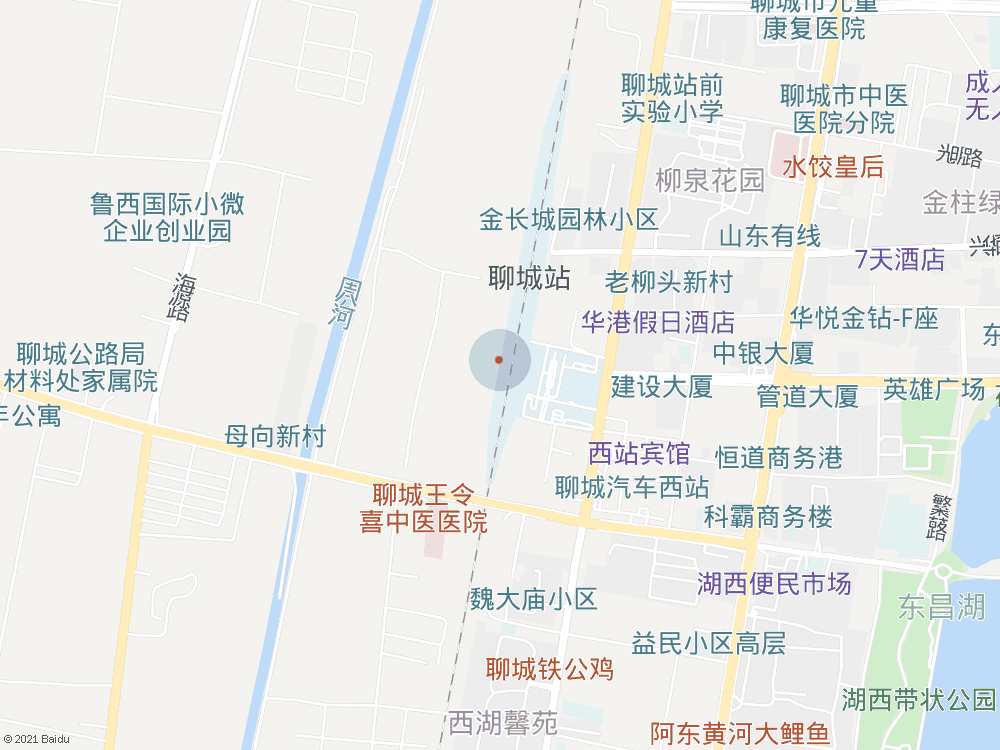 聊城市儿童
康复医院
聊城站前
实验小学
聊城市中医
医院分院
成人
无人
光明路
水饺皇后
柳泉花园
金柱绿
鲁西国际小微
企业创业园
金长城园林小区
山东有线
7天酒店
海源路
周公河
聊城站
老柳头新村
华港假日酒店
华悦金钻-F座
东
聊城公路局
材料处家属院
中银大厦
建设大厦
管道大厦
英雄广场
年公寓
母向新村
西站宾馆
恒道商务港
聊城汽车西站
聊城王令
喜中医医院
科霸商务楼
湖西便民市场
魏大庙小区
东昌湖
益民小区高层
聊城铁公鸡
湖西带状公园
西湖馨苑
阿东黄河大鲤鱼
© 2021 Baidu